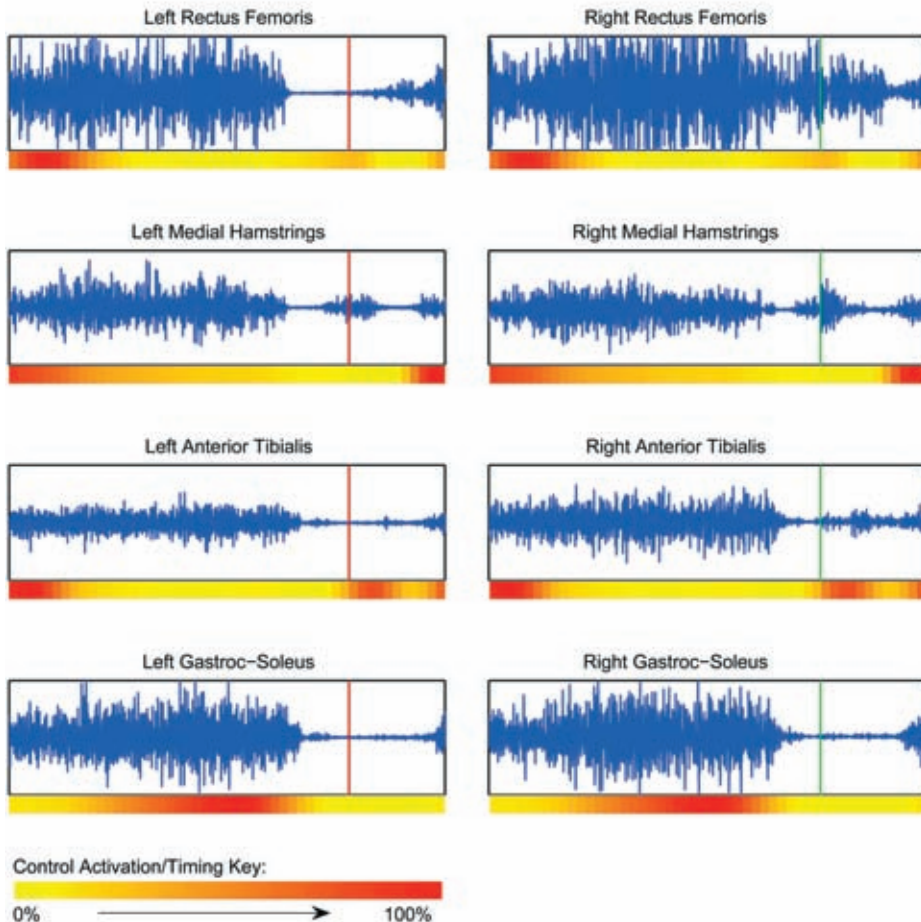 Left Rectus Femoris
Right Rectus Femoris
Left Medial Hamstrings
Right Medial Hamstrings
Left Anterior Tibialis
Right Anterior Tibialis
Left Gastroc-Soleus
Right Gastroc-Soleus
Control Activation/Timing Key:
0% 100%